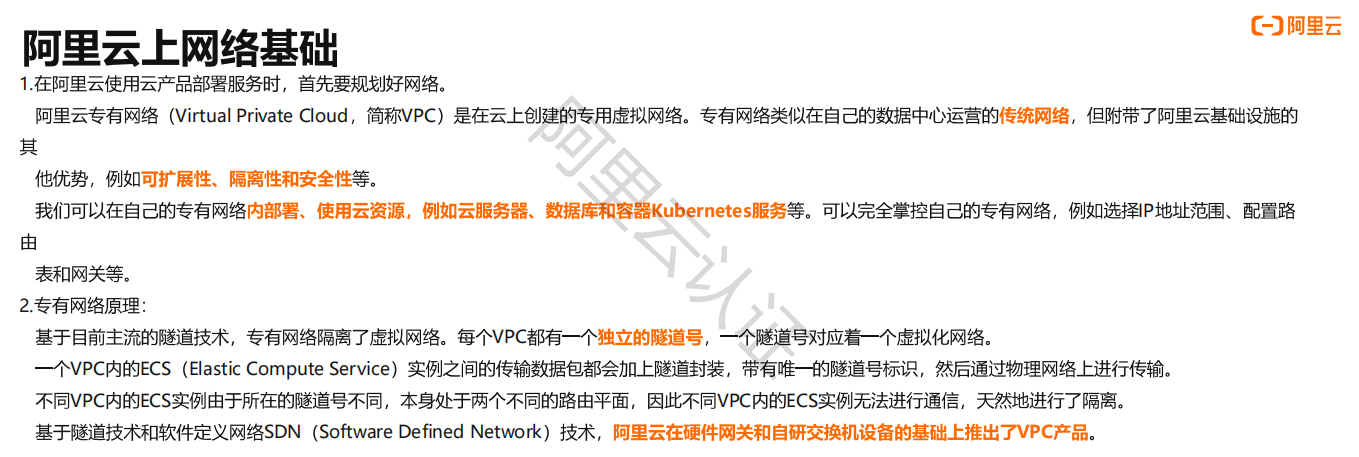 阿里云
阿里云上网络基础
1.在阿里云使用云产品部署服务时，首先要规划好网络。
阿里云专有网络（Virtual Private Cloud，简称VPC）是在云上创建的专用虚拟网络。专有网络类似在自己的数据中心运营的传统网络，但附带了阿里云基础设施的
其
他优势，例如可扩展性、隔离性和安全性等。
我们可以在自己的专有网络内部署、使用云资源，例如云服务器、数据库和容器Kubernetes服务等。可以完全掌控自己的专有网络，例如选择IP地址范围、配置路
由
表和网关等。
2.专有网络原理：
基于目前主流的隧道技术，专有网络隔离了虚拟网络。每个VPC都有一个独立的隧道号，一个隧道号对应着一个虚拟化网络。
一个VPC内的ECS（Elastic Compute Service）实例之间的传输数据包都会加上隧道封装，带有唯一的隧道号标识，然后通过物理网络上进行传输。
不同VPC内的ECS实例由于所在的隧道号不同，本身处于两个不同的路由平面，因此不同VPC内的ECS实例无法进行通信，天然地进行了隔离。
基于隧道技术和软件定义网络SDN（Software Defined Network）技术，阿里云在硬件网关和自研交换机设备的基础上推出了VPC产品。
阿里云认证